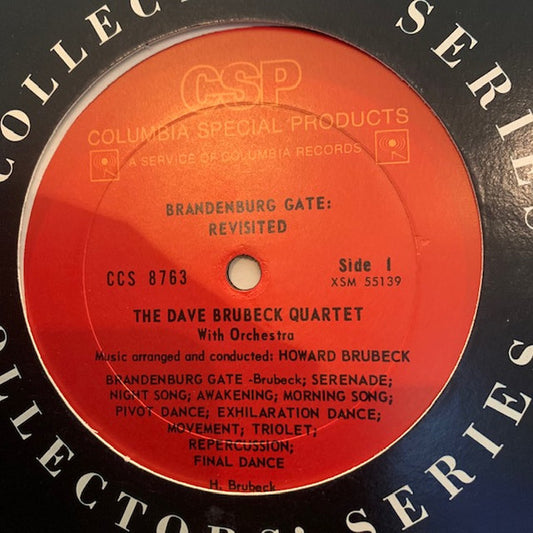 COLLECTORS' SERIES
COLLECTORS' SERIES
CSP
COLUMBIA SPECIAL PRODUCTS
A SERVICE OF COLUMBIA RECORDS
BRANDENBURG GATE:
REVISITED
CCS 8763
Side 1
XSM 55139
THE DAVE BRUBECK QUARTET
With Orchestra
Music arranged and conducted: HOWARD BRUBECK
BRANDENBURG GATE -Brubeck; SERENADE;
NIGHT SONG; AWAKENING; MORNING SONG;
PIVOT DANCE; EXHILARATION DANCE;
MOVEMENT; TRIOLET;
REPERCUSSION;
FINAL DANCE
H. Brubeck